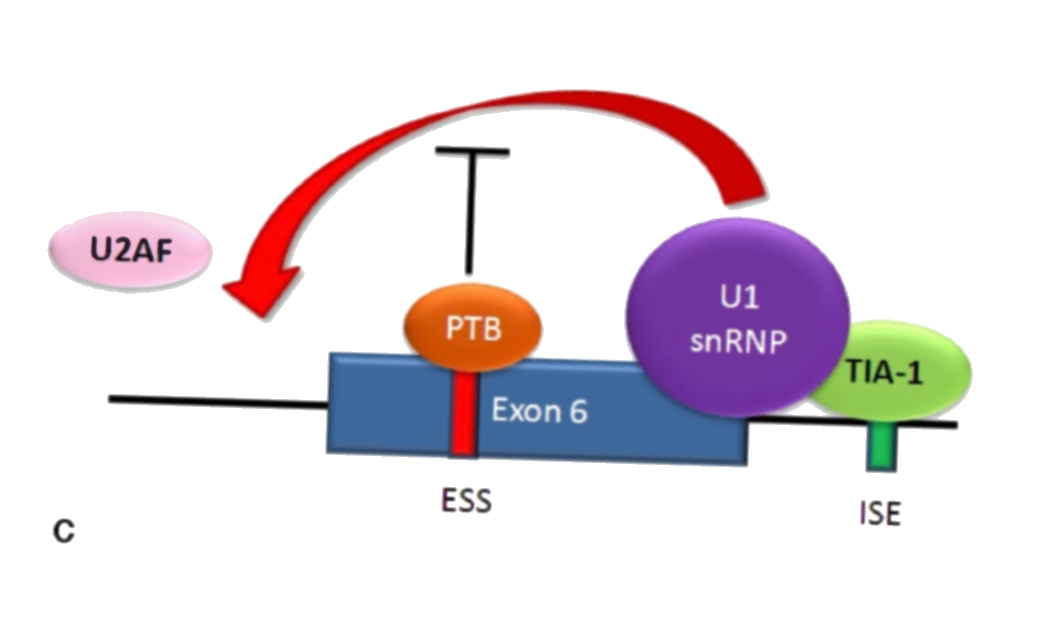 U2AF
PTB
U1
snRNP
TIA-1
Exon 6
ESS
ISE
C